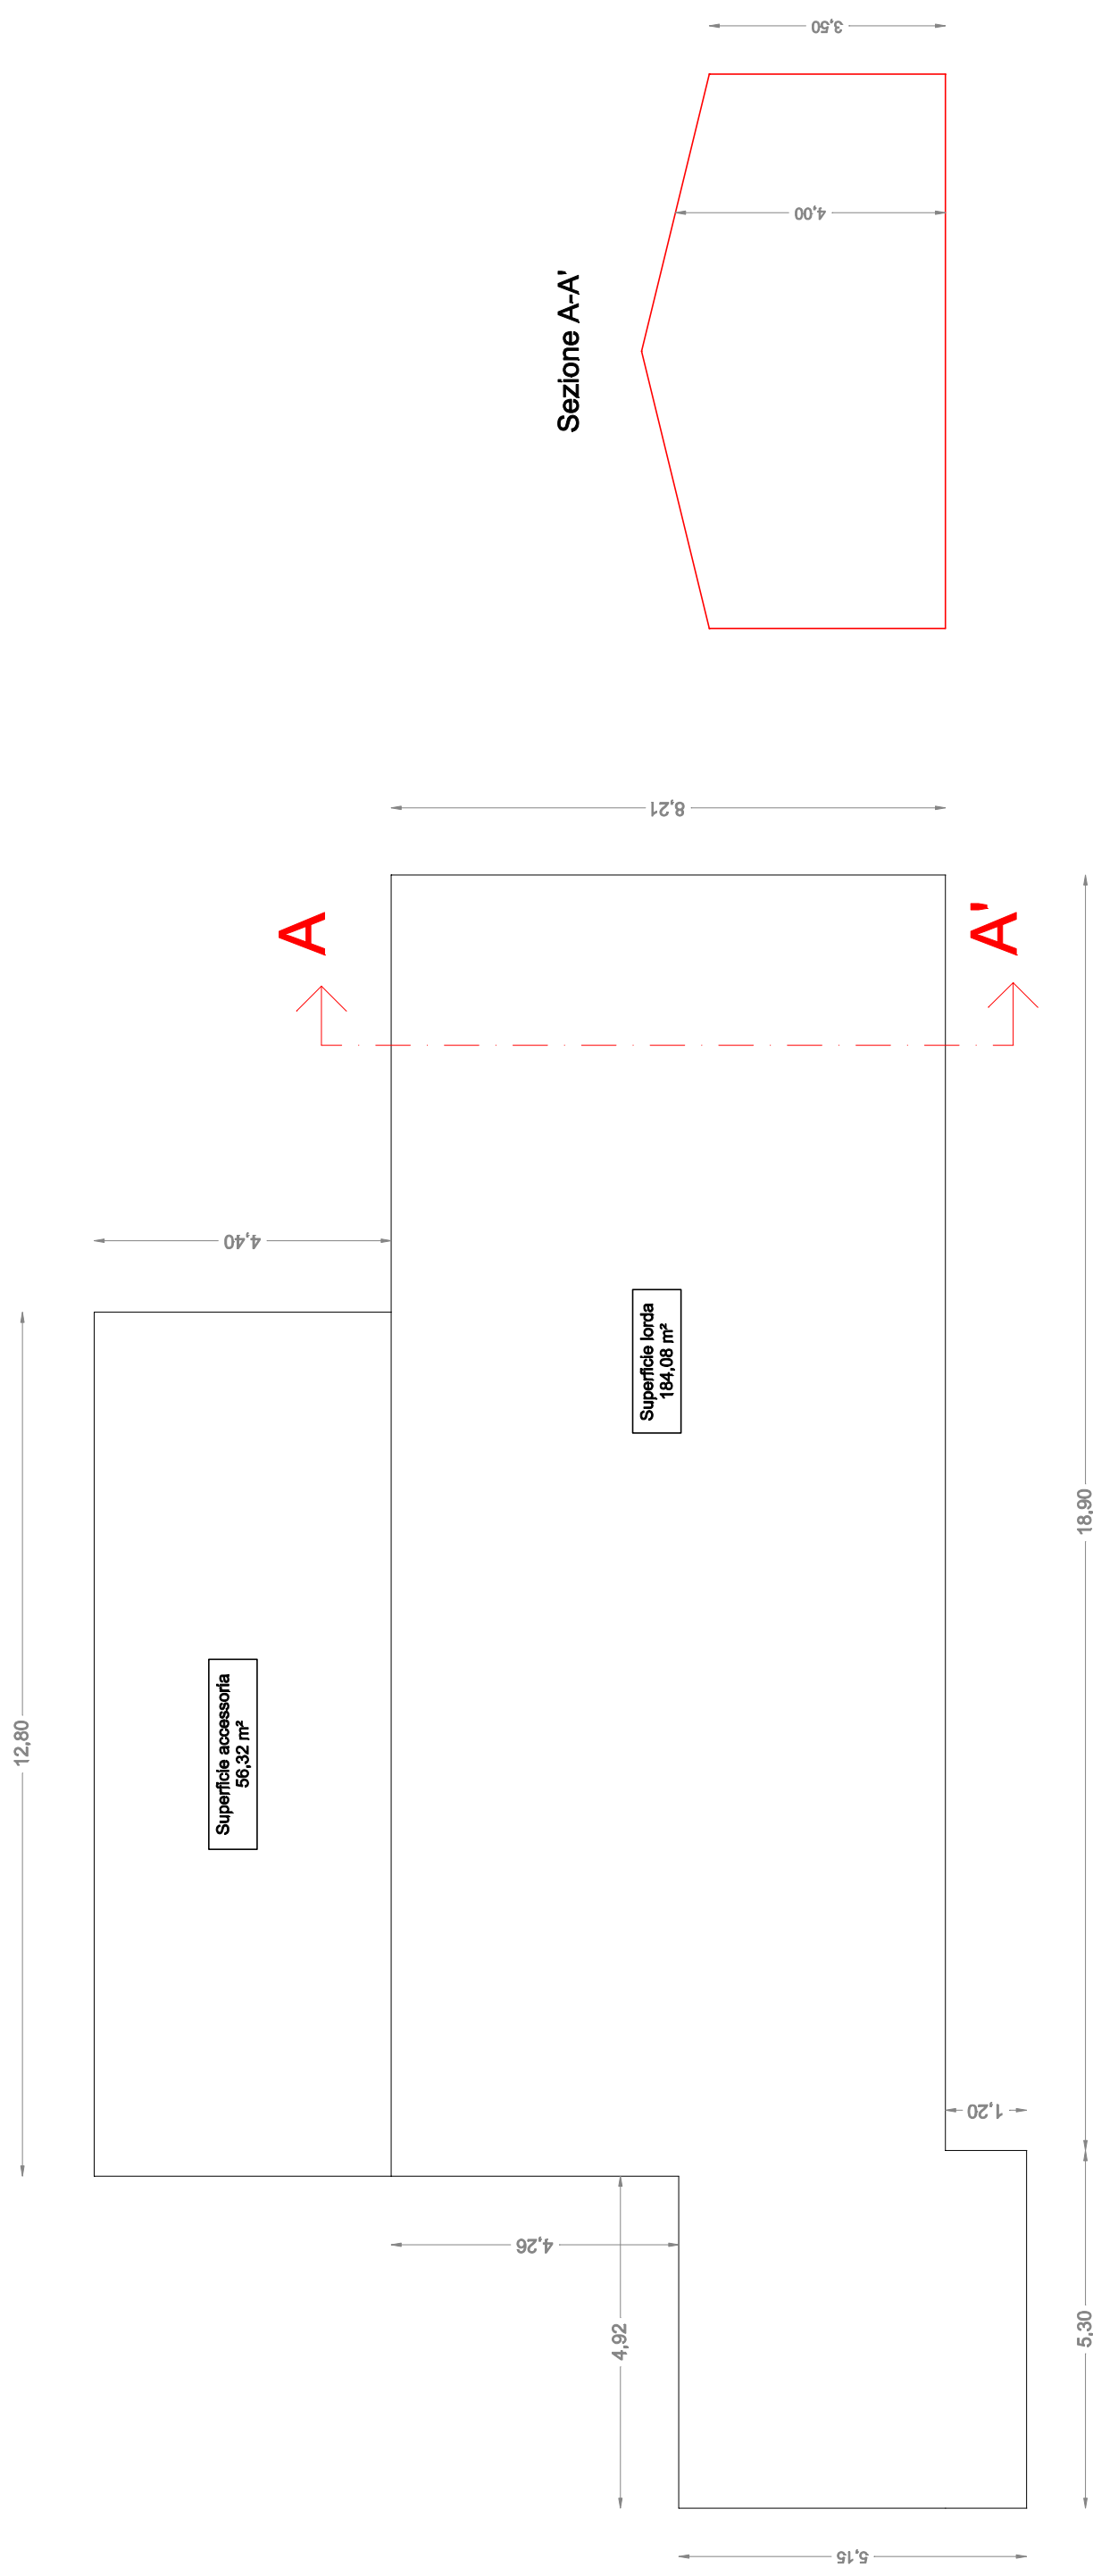 3,50
4,00
Sezione A-A'
8,21
A
A'
4,40
12,80
Superficie lorda
184,08 m²
18,90
Superficie accessoria
56,32 m²
1,20
4,26
4,92
5,30
5,15